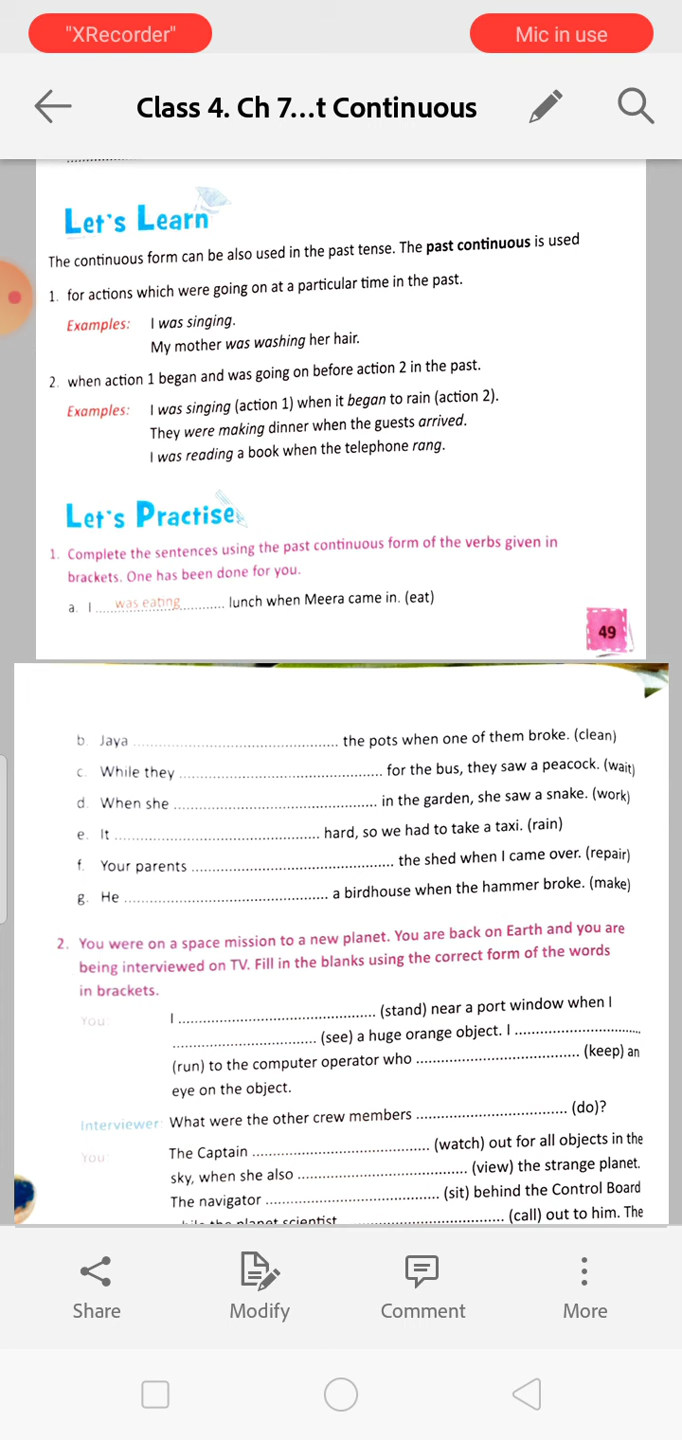 "XRecorder"
Mic in use
Class 4. Ch 7...t Continuous
Let's Learn
The continuous form can be also used in the past tense. The past continuous is used
1. for actions which were going on at a particular time in the past.
Examples: I was singing.
My mother was washing her hair.
2. when action 1 began and was going on before action 2 in the past.
Examples: I was singing (action 1) when it began to rain (action 2).
They were making dinner when the guests arrived.
I was reading a book when the telephone rang.
Let's Practise
1. Complete the sentences using the past continuous form of the verbs given in
brackets. One has been done for you.
a. I ....was eating............ lunch when Meera came in. (eat)
49
b. Jaya ................................................ the pots when one of them broke. (clean)
c. While they ................................................ for the bus, they saw a peacock. (wait)
d. When she ................................................ in the garden, she saw a snake. (work)
e. It ................................................ hard, so we had to take a taxi. (rain)
f. Your parents ................................................ the shed when I came over. (repair)
g. He ................................................ a birdhouse when the hammer broke. (make)
2. You were on a space mission to a new planet. You are back on Earth and you are
being interviewed on TV. Fill in the blanks using the correct form of the words
in brackets.
You: I ................................................ (stand) near a port window when I
.................................... (see) a huge orange object. I ................................
(run) to the computer operator who ........................................ (keep) an
eye on the object.
Interviewer: What were the other crew members ...................................... (do)?
You: The Captain ............................................ (watch) out for all objects in the
sky, when she also .......................................... (view) the strange planet.
The navigator ............................................ (sit) behind the Control Board
while the planet scientist ...................................... (call) out to him. The
Share
Modify
Comment
More